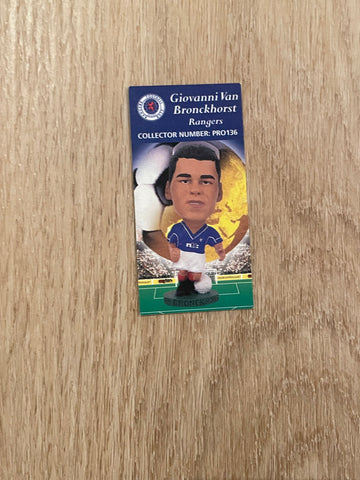 Giovanni Van
Bronckhorst
Rangers
COLLECTOR NUMBER: PRO136